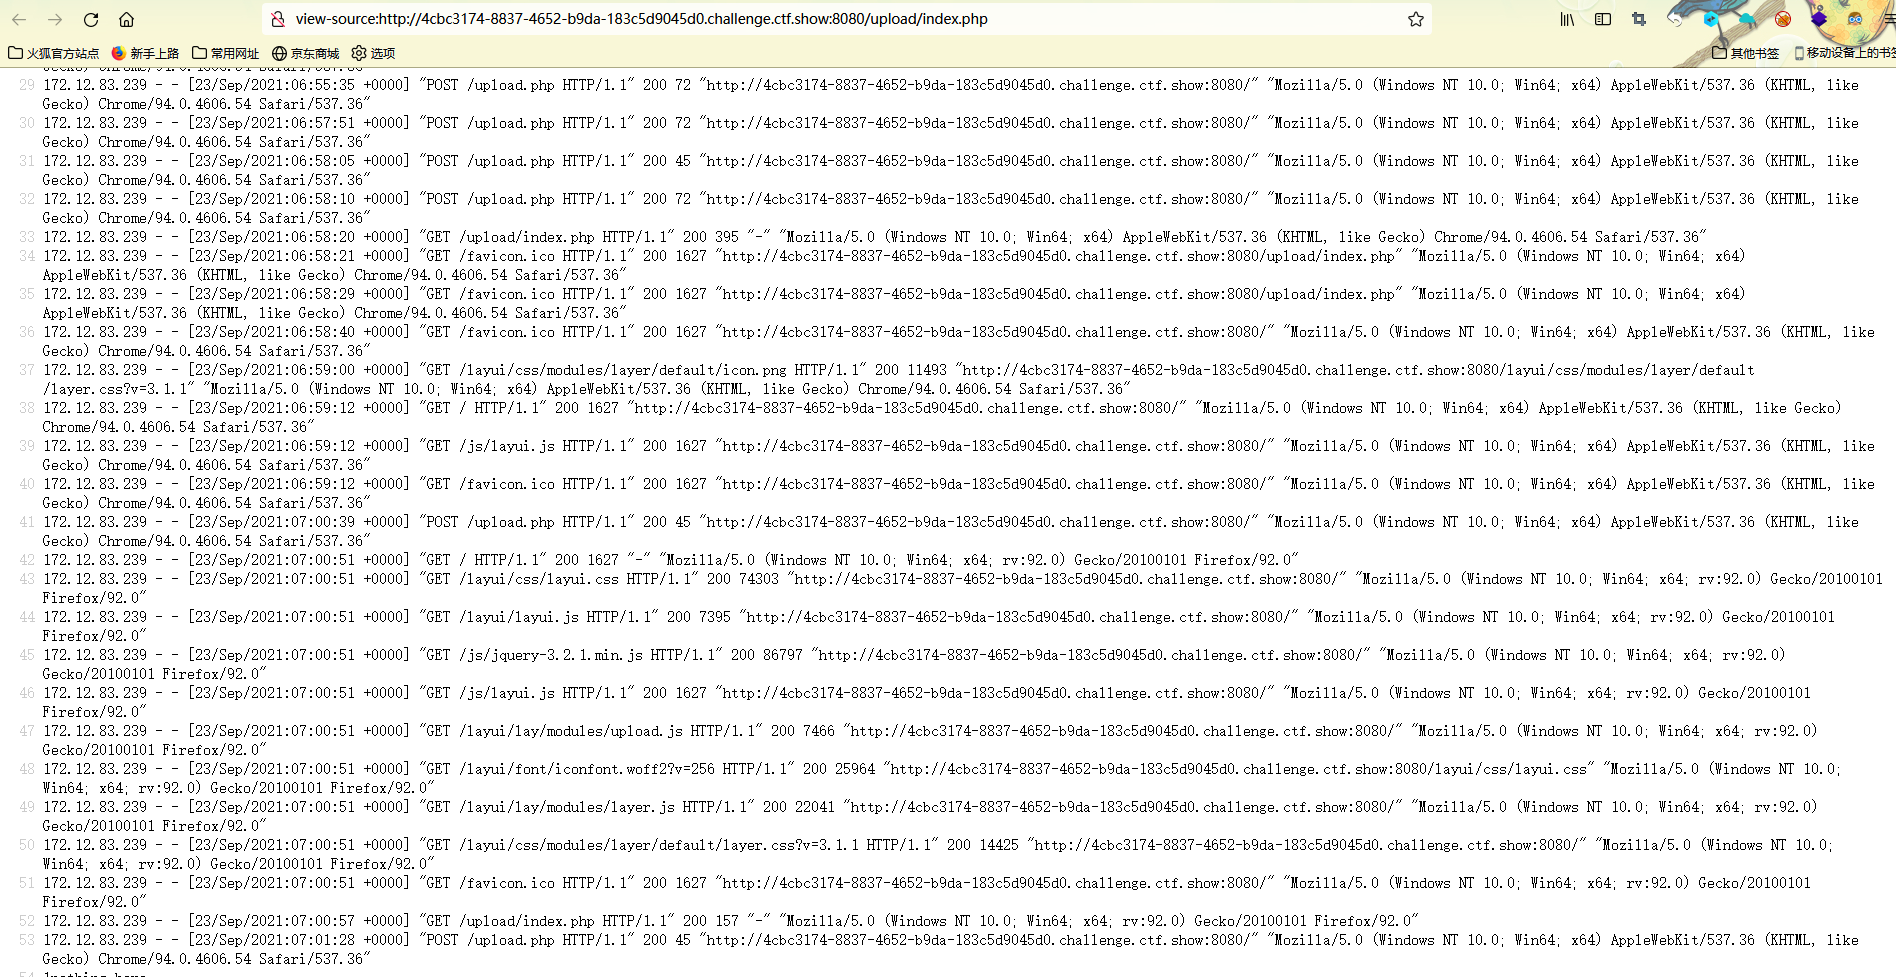 view-source:http://4cbc3174-8837-4652-b9da-183c5d9045d0.challenge.ctf.show:8080/upload/index.php
火狐官方站点 新手上路 常用网址 京东商城 选项 其他书签 移动设备上的书签
Gecko) Chrome/94.0.4606.54 Safari/537.36"
29 172.12.83.239 - - [23/Sep/2021:06:55:35 +0000] "POST /upload.php HTTP/1.1" 200 72 "http://4cbc3174-8837-4652-b9da-183c5d9045d0.challenge.ctf.show:8080/" "Mozilla/5.0 (Windows NT 10.0; Win64; x64) AppleWebKit/537.36 (KHTML, like
Gecko) Chrome/94.0.4606.54 Safari/537.36"
30 172.12.83.239 - - [23/Sep/2021:06:57:51 +0000] "POST /upload.php HTTP/1.1" 200 72 "http://4cbc3174-8837-4652-b9da-183c5d9045d0.challenge.ctf.show:8080/" "Mozilla/5.0 (Windows NT 10.0; Win64; x64) AppleWebKit/537.36 (KHTML, like
Gecko) Chrome/94.0.4606.54 Safari/537.36"
31 172.12.83.239 - - [23/Sep/2021:06:58:05 +0000] "POST /upload.php HTTP/1.1" 200 45 "http://4cbc3174-8837-4652-b9da-183c5d9045d0.challenge.ctf.show:8080/" "Mozilla/5.0 (Windows NT 10.0; Win64; x64) AppleWebKit/537.36 (KHTML, like
Gecko) Chrome/94.0.4606.54 Safari/537.36"
32 172.12.83.239 - - [23/Sep/2021:06:58:10 +0000] "POST /upload.php HTTP/1.1" 200 72 "http://4cbc3174-8837-4652-b9da-183c5d9045d0.challenge.ctf.show:8080/" "Mozilla/5.0 (Windows NT 10.0; Win64; x64) AppleWebKit/537.36 (KHTML, like
Gecko) Chrome/94.0.4606.54 Safari/537.36"
33 172.12.83.239 - - [23/Sep/2021:06:58:20 +0000] "GET /upload/index.php HTTP/1.1" 200 395 "-" "Mozilla/5.0 (Windows NT 10.0; Win64; x64) AppleWebKit/537.36 (KHTML, like Gecko) Chrome/94.0.4606.54 Safari/537.36"
34 172.12.83.239 - - [23/Sep/2021:06:58:21 +0000] "GET /favicon.ico HTTP/1.1" 200 1627 "http://4cbc3174-8837-4652-b9da-183c5d9045d0.challenge.ctf.show:8080/upload/index.php" "Mozilla/5.0 (Windows NT 10.0; Win64; x64)
AppleWebKit/537.36 (KHTML, like Gecko) Chrome/94.0.4606.54 Safari/537.36"
35 172.12.83.239 - - [23/Sep/2021:06:58:29 +0000] "GET /favicon.ico HTTP/1.1" 200 1627 "http://4cbc3174-8837-4652-b9da-183c5d9045d0.challenge.ctf.show:8080/upload/index.php" "Mozilla/5.0 (Windows NT 10.0; Win64; x64)
AppleWebKit/537.36 (KHTML, like Gecko) Chrome/94.0.4606.54 Safari/537.36"
36 172.12.83.239 - - [23/Sep/2021:06:58:40 +0000] "GET /favicon.ico HTTP/1.1" 200 1627 "http://4cbc3174-8837-4652-b9da-183c5d9045d0.challenge.ctf.show:8080/" "Mozilla/5.0 (Windows NT 10.0; Win64; x64) AppleWebKit/537.36 (KHTML, like
Gecko) Chrome/94.0.4606.54 Safari/537.36"
37 172.12.83.239 - - [23/Sep/2021:06:59:00 +0000] "GET /layui/css/modules/layer/default/icon.png HTTP/1.1" 200 11493 "http://4cbc3174-8837-4652-b9da-183c5d9045d0.challenge.ctf.show:8080/layui/css/modules/layer/default
/layer.css?v=3.1.1" "Mozilla/5.0 (Windows NT 10.0; Win64; x64) AppleWebKit/537.36 (KHTML, like Gecko) Chrome/94.0.4606.54 Safari/537.36"
38 172.12.83.239 - - [23/Sep/2021:06:59:12 +0000] "GET / HTTP/1.1" 200 1627 "http://4cbc3174-8837-4652-b9da-183c5d9045d0.challenge.ctf.show:8080/" "Mozilla/5.0 (Windows NT 10.0; Win64; x64) AppleWebKit/537.36 (KHTML, like Gecko)
Chrome/94.0.4606.54 Safari/537.36"
39 172.12.83.239 - - [23/Sep/2021:06:59:12 +0000] "GET /js/layui.js HTTP/1.1" 200 1627 "http://4cbc3174-8837-4652-b9da-183c5d9045d0.challenge.ctf.show:8080/" "Mozilla/5.0 (Windows NT 10.0; Win64; x64) AppleWebKit/537.36 (KHTML, like
Gecko) Chrome/94.0.4606.54 Safari/537.36"
40 172.12.83.239 - - [23/Sep/2021:06:59:12 +0000] "GET /favicon.ico HTTP/1.1" 200 1627 "http://4cbc3174-8837-4652-b9da-183c5d9045d0.challenge.ctf.show:8080/" "Mozilla/5.0 (Windows NT 10.0; Win64; x64) AppleWebKit/537.36 (KHTML, like
Gecko) Chrome/94.0.4606.54 Safari/537.36"
41 172.12.83.239 - - [23/Sep/2021:07:00:39 +0000] "POST /upload.php HTTP/1.1" 200 45 "http://4cbc3174-8837-4652-b9da-183c5d9045d0.challenge.ctf.show:8080/" "Mozilla/5.0 (Windows NT 10.0; Win64; x64) AppleWebKit/537.36 (KHTML, like
Gecko) Chrome/94.0.4606.54 Safari/537.36"
42 172.12.83.239 - - [23/Sep/2021:07:00:51 +0000] "GET / HTTP/1.1" 200 1627 "-" "Mozilla/5.0 (Windows NT 10.0; Win64; x64; rv:92.0) Gecko/20100101 Firefox/92.0"
43 172.12.83.239 - - [23/Sep/2021:07:00:51 +0000] "GET /layui/css/layui.css HTTP/1.1" 200 74303 "http://4cbc3174-8837-4652-b9da-183c5d9045d0.challenge.ctf.show:8080/" "Mozilla/5.0 (Windows NT 10.0; Win64; x64; rv:92.0) Gecko/20100101
Firefox/92.0"
44 172.12.83.239 - - [23/Sep/2021:07:00:51 +0000] "GET /layui/layui.js HTTP/1.1" 200 7395 "http://4cbc3174-8837-4652-b9da-183c5d9045d0.challenge.ctf.show:8080/" "Mozilla/5.0 (Windows NT 10.0; Win64; x64; rv:92.0) Gecko/20100101
Firefox/92.0"
45 172.12.83.239 - - [23/Sep/2021:07:00:51 +0000] "GET /js/jquery-3.2.1.min.js HTTP/1.1" 200 86797 "http://4cbc3174-8837-4652-b9da-183c5d9045d0.challenge.ctf.show:8080/" "Mozilla/5.0 (Windows NT 10.0; Win64; x64; rv:92.0)
Gecko/20100101 Firefox/92.0"
46 172.12.83.239 - - [23/Sep/2021:07:00:51 +0000] "GET /js/layui.js HTTP/1.1" 200 1627 "http://4cbc3174-8837-4652-b9da-183c5d9045d0.challenge.ctf.show:8080/" "Mozilla/5.0 (Windows NT 10.0; Win64; x64; rv:92.0) Gecko/20100101
Firefox/92.0"
47 172.12.83.239 - - [23/Sep/2021:07:00:51 +0000] "GET /layui/lay/modules/upload.js HTTP/1.1" 200 7466 "http://4cbc3174-8837-4652-b9da-183c5d9045d0.challenge.ctf.show:8080/" "Mozilla/5.0 (Windows NT 10.0; Win64; x64; rv:92.0)
Gecko/20100101 Firefox/92.0"
48 172.12.83.239 - - [23/Sep/2021:07:00:51 +0000] "GET /layui/font/iconfont.woff2?v=256 HTTP/1.1" 200 25964 "http://4cbc3174-8837-4652-b9da-183c5d9045d0.challenge.ctf.show:8080/layui/css/layui.css" "Mozilla/5.0 (Windows NT 10.0;
Win64; x64; rv:92.0) Gecko/20100101 Firefox/92.0"
49 172.12.83.239 - - [23/Sep/2021:07:00:51 +0000] "GET /layui/lay/modules/layer.js HTTP/1.1" 200 22041 "http://4cbc3174-8837-4652-b9da-183c5d9045d0.challenge.ctf.show:8080/" "Mozilla/5.0 (Windows NT 10.0; Win64; x64; rv:92.0)
Gecko/20100101 Firefox/92.0"
50 172.12.83.239 - - [23/Sep/2021:07:00:51 +0000] "GET /layui/css/modules/layer/default/layer.css?v=3.1.1 HTTP/1.1" 200 14425 "http://4cbc3174-8837-4652-b9da-183c5d9045d0.challenge.ctf.show:8080/" "Mozilla/5.0 (Windows NT 10.0;
Win64; x64; rv:92.0) Gecko/20100101 Firefox/92.0"
51 172.12.83.239 - - [23/Sep/2021:07:00:51 +0000] "GET /favicon.ico HTTP/1.1" 200 1627 "http://4cbc3174-8837-4652-b9da-183c5d9045d0.challenge.ctf.show:8080/" "Mozilla/5.0 (Windows NT 10.0; Win64; x64; rv:92.0) Gecko/20100101
Firefox/92.0"
52 172.12.83.239 - - [23/Sep/2021:07:00:57 +0000] "GET /upload/index.php HTTP/1.1" 200 157 "-" "Mozilla/5.0 (Windows NT 10.0; Win64; x64; rv:92.0) Gecko/20100101 Firefox/92.0"
53 172.12.83.239 - - [23/Sep/2021:07:01:28 +0000] "POST /upload.php HTTP/1.1" 200 45 "http://4cbc3174-8837-4652-b9da-183c5d9045d0.challenge.ctf.show:8080/" "Mozilla/5.0 (Windows NT 10.0; Win64; x64) AppleWebKit/537.36 (KHTML, like
Gecko) Chrome/94.0.4606.54 Safari/537.36"